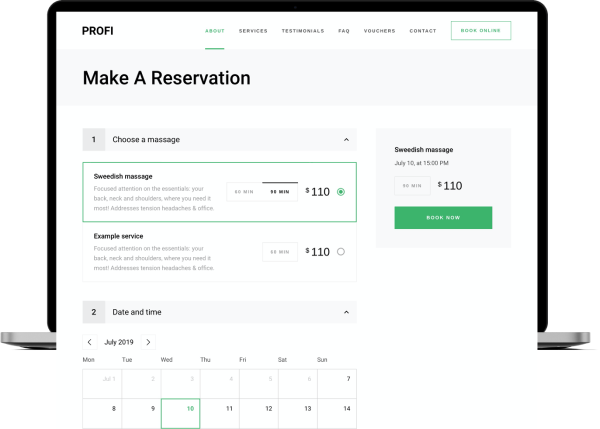 PROFI
ABOUT SERVICES TESTIMONIALS FAQ VOUCHERS CONTACT BOOK ONLINE
Make A Reservation
1 Choose a massage
Sweedish massage
Focused attention on the essentials: your
back, neck and shoulders, where you need it
most! Addresses tension headaches & office.
60 MIN 90 MIN $110
Example service
Focused attention on the essentials: your
back, neck and shoulders, where you need it
most! Addresses tension headaches & office.
60 MIN $110
2 Date and time
July 2019
Mon Tue Wed Thu Fri Sat Sun
Jul 1 2 3 4 5 6 7
8 9 10 11 12 13 14
Sweedish massage
July 10, at 15:00 PM
90 MIN $110
BOOK NOW